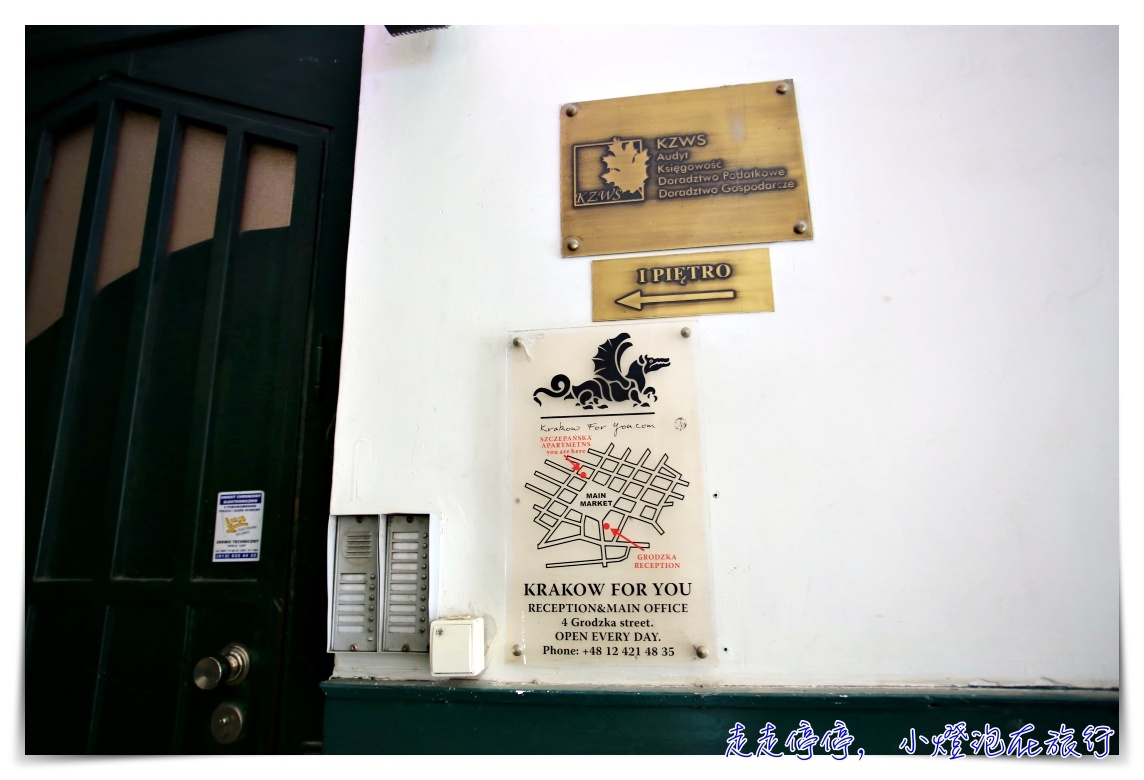 KZWS
Audyt
Księgowość
Doradztwo Podatkowe
Doradztwo Gospodarcze
KZWS
I PIĘTRO
Krakow For You.com
SZCZEPAŃSKA
APARTMETNS
you are here
MAIN
MARKET
GRODZKA
RECEPTION
KRAKOW FOR YOU
RECEPTION&MAIN OFFICE
4 Grodzka street.
OPEN EVERY DAY.
Phone: +48 12 421 48 35
走走停停，小燈泡在旅行